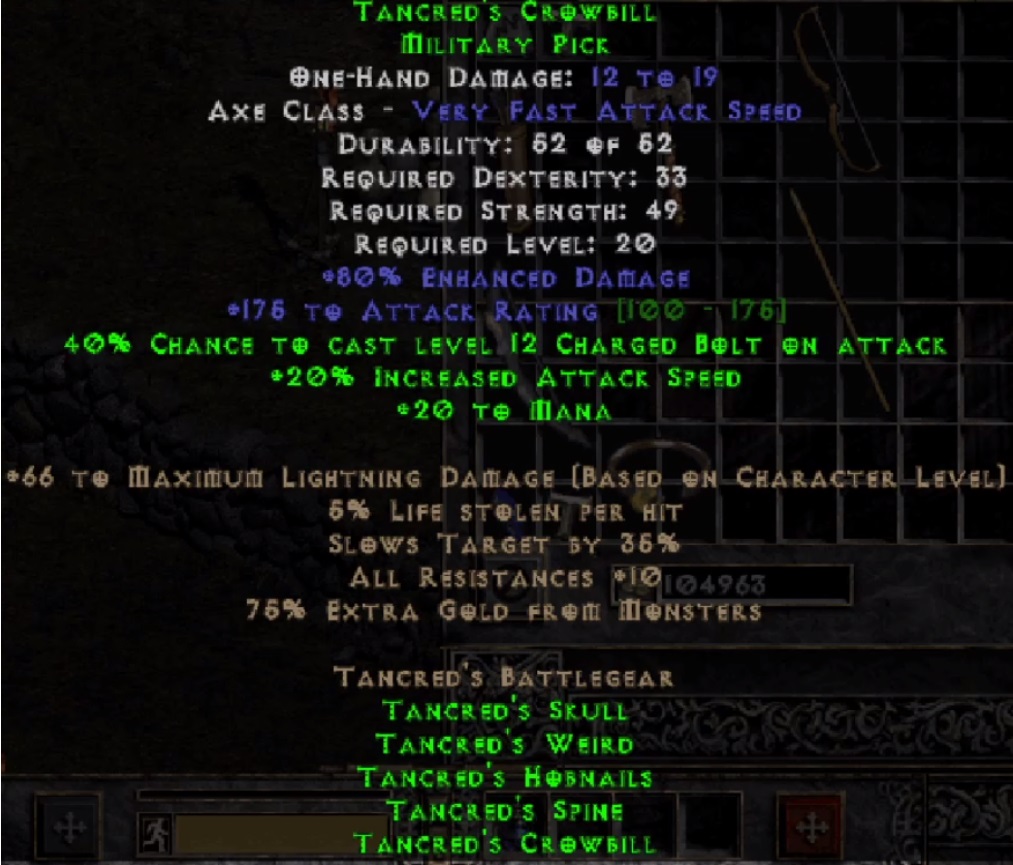 Tancred's Crowbill
Military Pick
One-Hand Damage: 12 to 19
Axe Class - Very Fast Attack Speed
Durability: 52 of 52
Required Dexterity: 33
Required Strength: 49
Required Level: 20
+80% Enhanced Damage
+175 to Attack Rating [100 - 175]
40% Chance to cast level 12 Charged Bolt on attack
+20% Increased Attack Speed
+20 to Mana
+66 to Maximum Lightning Damage (Based on Character Level)
5% Life stolen per hit
Slows Target by 35%
All Resistances +10
104963
75% Extra Gold from Monsters
Tancred's Battlegear
Tancred's Skull
Tancred's Weird
Tancred's Hobnails
Tancred's Spine
Tancred's Crowbill